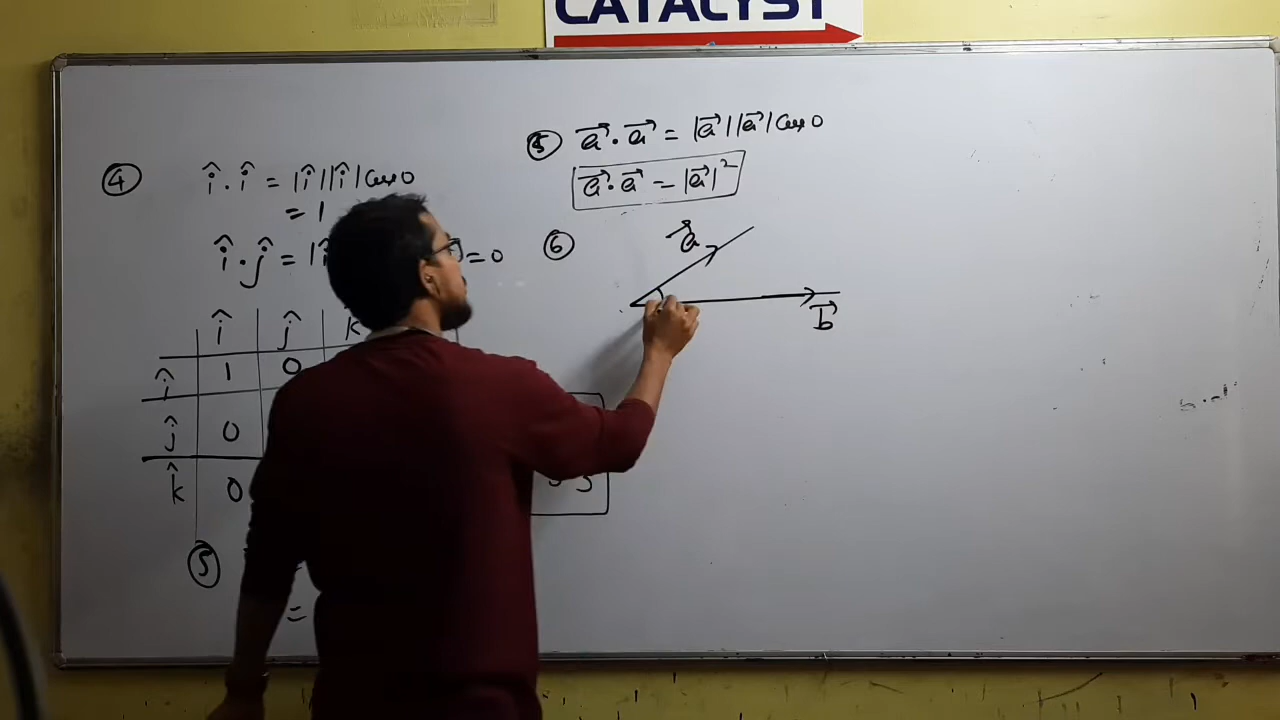 CATALYST
④ î · î = |î||î| cos 0
= 1
î · ĵ = |î
= 0
î ĵ k̂
î 1 0
ĵ 0
k̂ 0
⑤
=
⑤ a⃗ · a⃗ = |a⃗||a⃗| cos 0
a⃗ · a⃗ = |a⃗|²
⑥ a⃗
b⃗